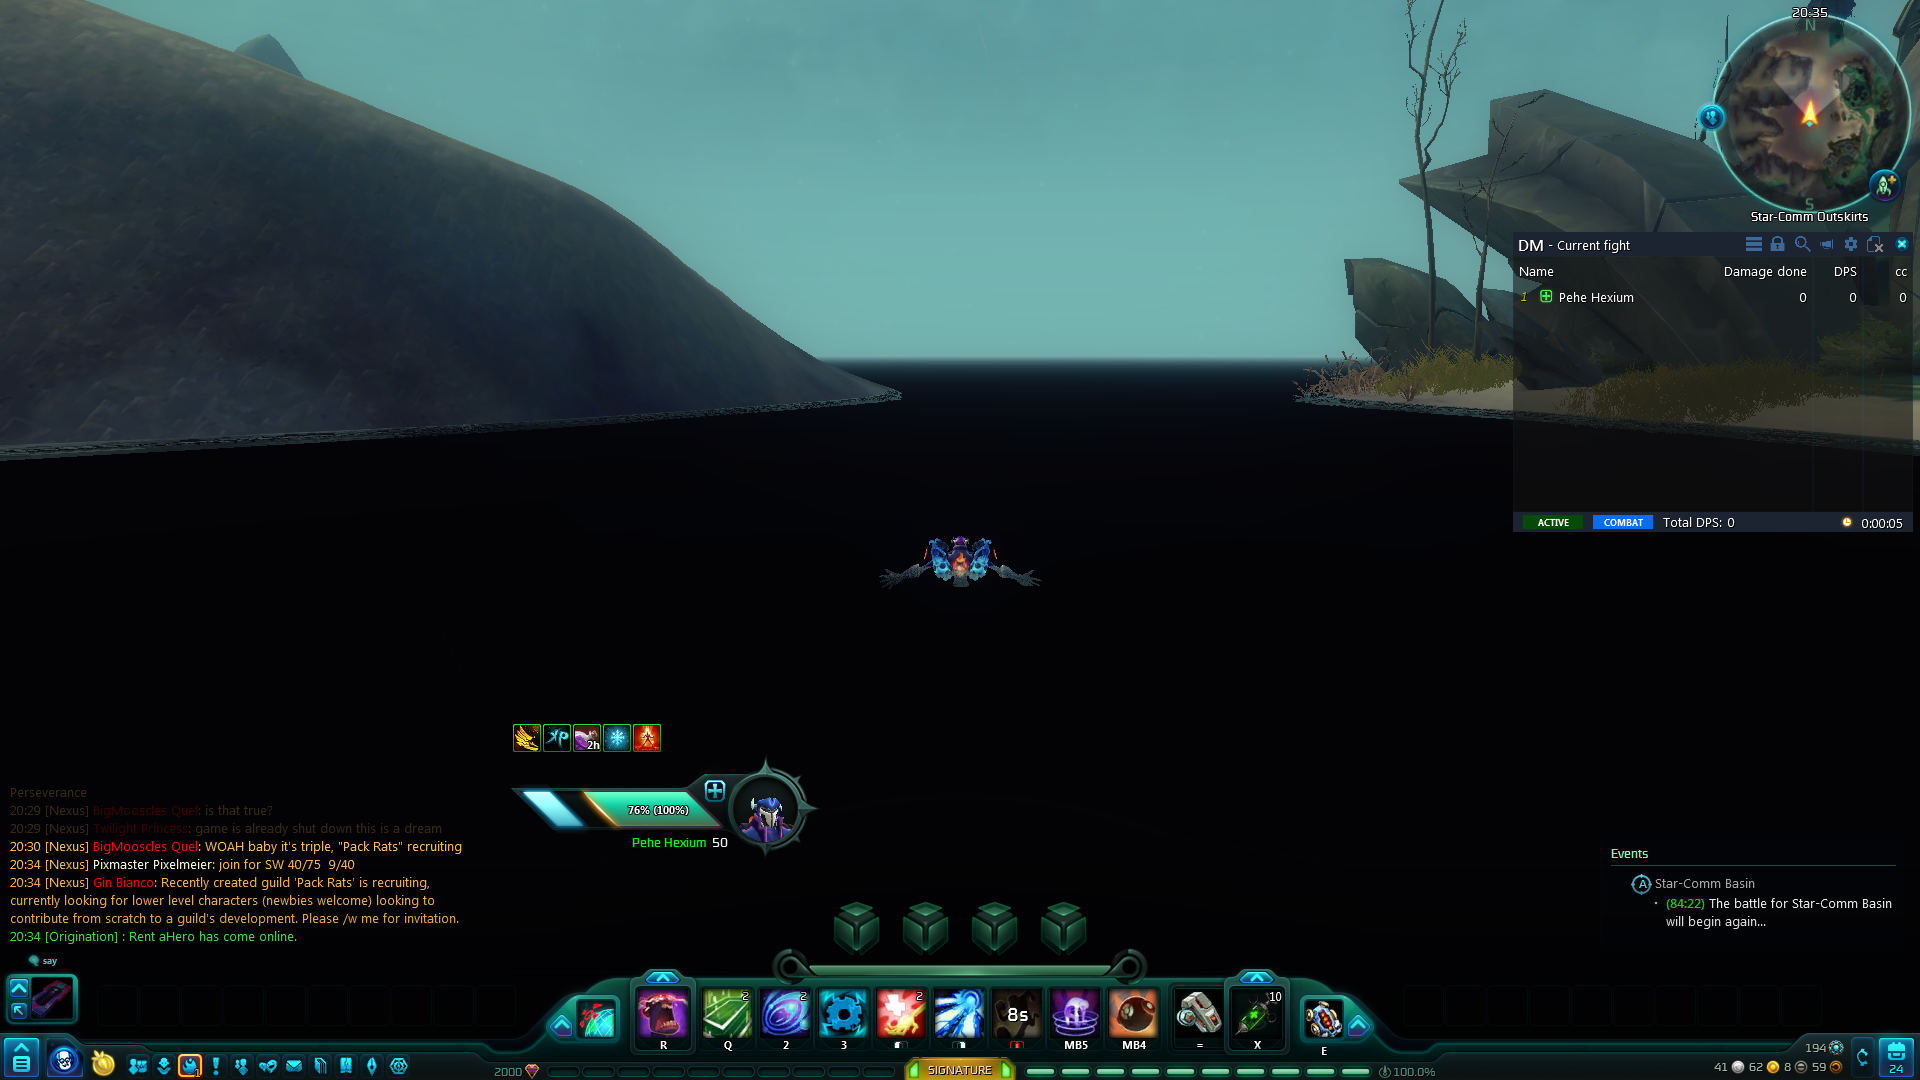 20:35
N
S
Star-Comm Outskirts
DM - Current fight
Name Damage done DPS cc
1 Pehe Hexium 0 0 0
ACTIVE COMBAT Total DPS: 0 0:00:05
XP 2h
76% (100%)
Pehe Hexium 50
Perseverance
20:29 [Nexus] BigMooscles Quel: is that true?
20:29 [Nexus] Twilight Princess: game is already shut down this is a dream
20:30 [Nexus] BigMooscles Quel: WOAH baby it's triple, "Pack Rats" recruiting
20:34 [Nexus] Pixmaster Pixelmeier: join for SW 40/75 9/40
20:34 [Nexus] Gin Bianco: Recently created guild 'Pack Rats' is recruiting,
currently looking for lower level characters (newbies welcome) looking to
contribute from scratch to a guild's development. Please /w me for invitation.
20:34 [Origination] : Rent aHero has come online.
say
Events
A Star-Comm Basin
(84:22) The battle for Star-Comm Basin
will begin again...
2 2 2 8s 10
R Q 2 3 MB5 MB4 = X E
1
2000 SIGNATURE 100.0%
194
41 62 8 59
24